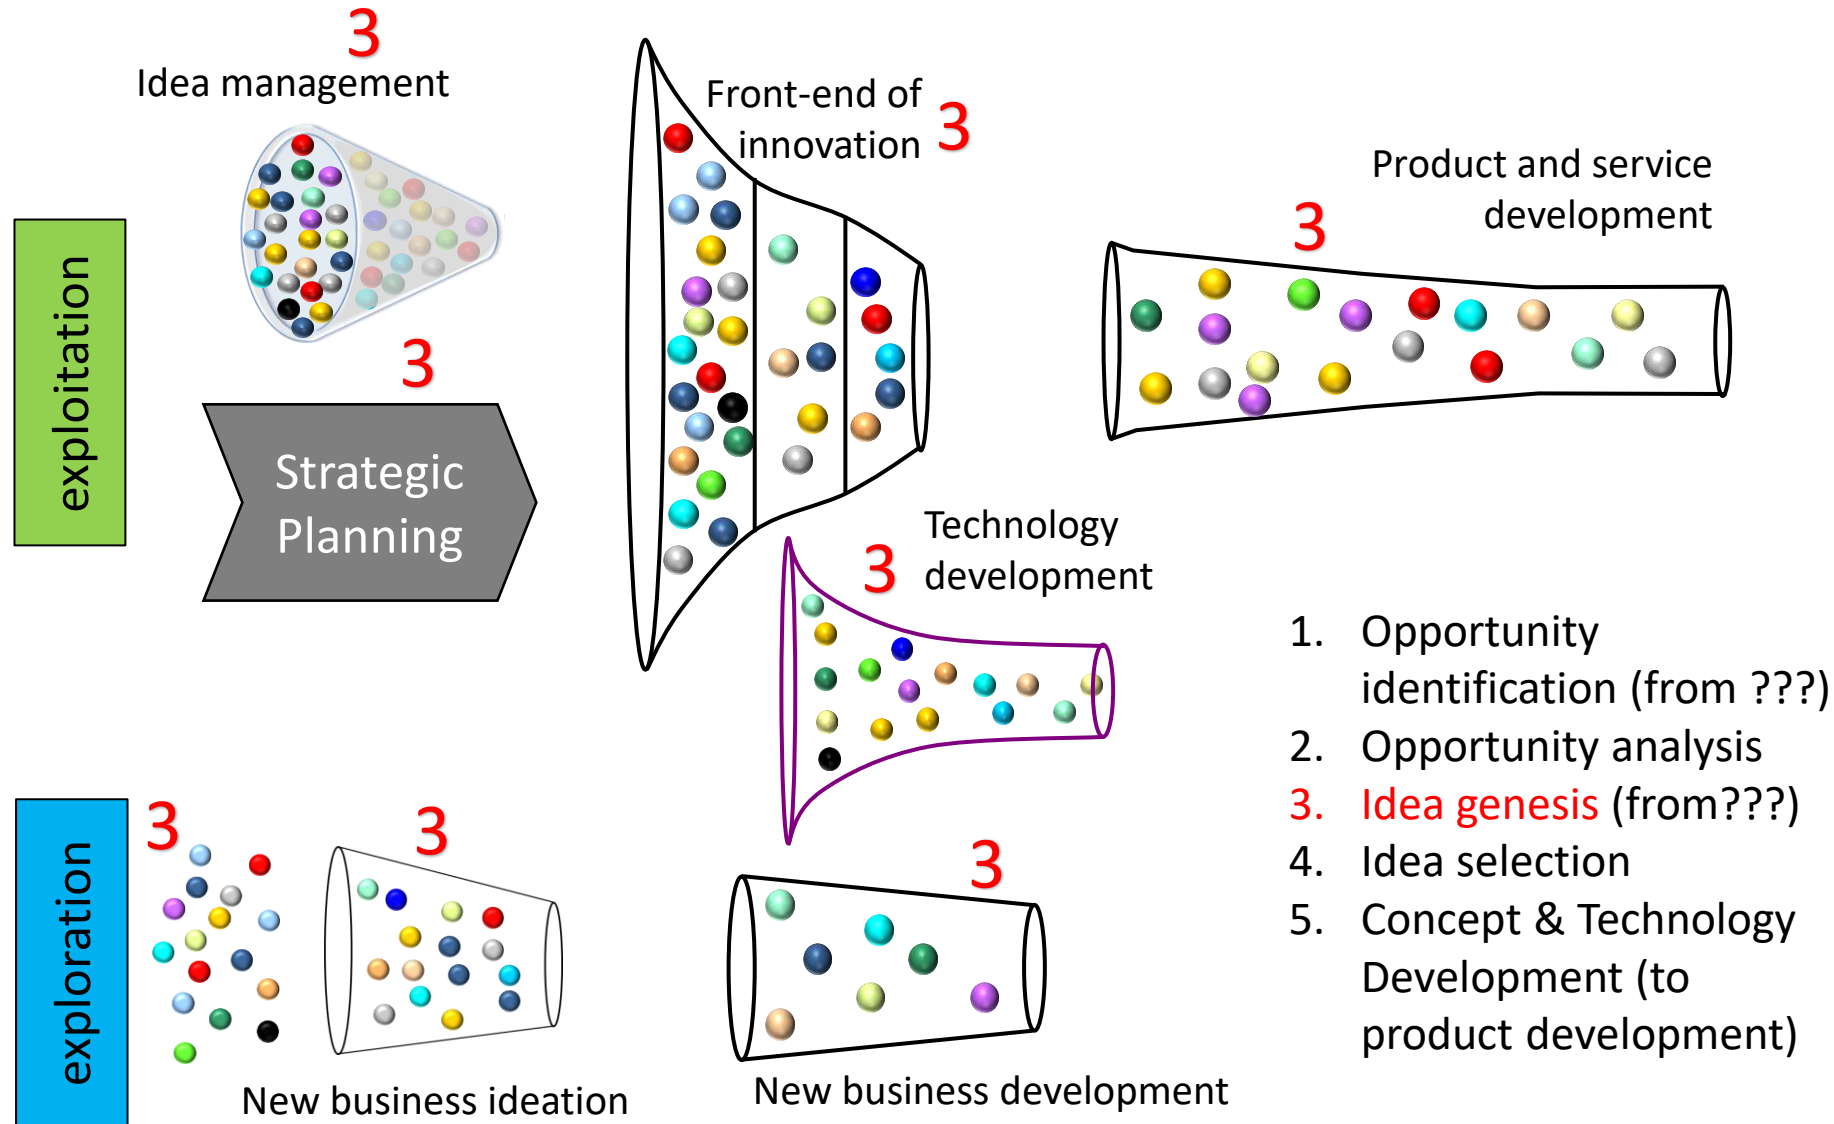 3
Idea management
3
Front-end of
innovation
3
Product and service
development
3
exploitation
Strategic
Planning
3
Technology
development
1. Opportunity
identification (from ???)
2. Opportunity analysis
3. Idea genesis (from???)
4. Idea selection
5. Concept & Technology
Development (to
product development)
exploration
3
3
New business ideation
3
New business development